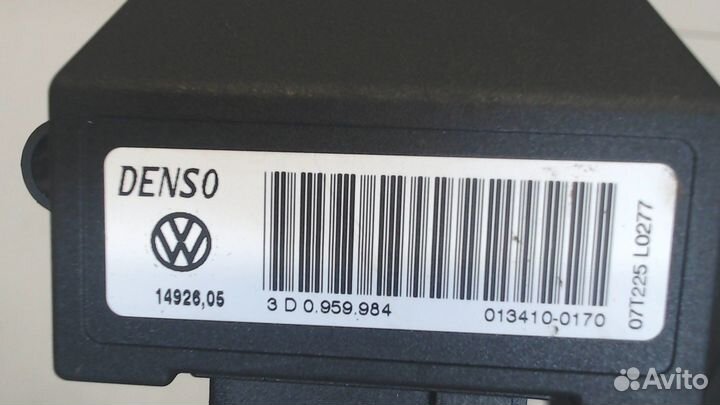 DENSO
14926,05
3 D 0.959.984
013410-0170
07T225 L0277
Avito